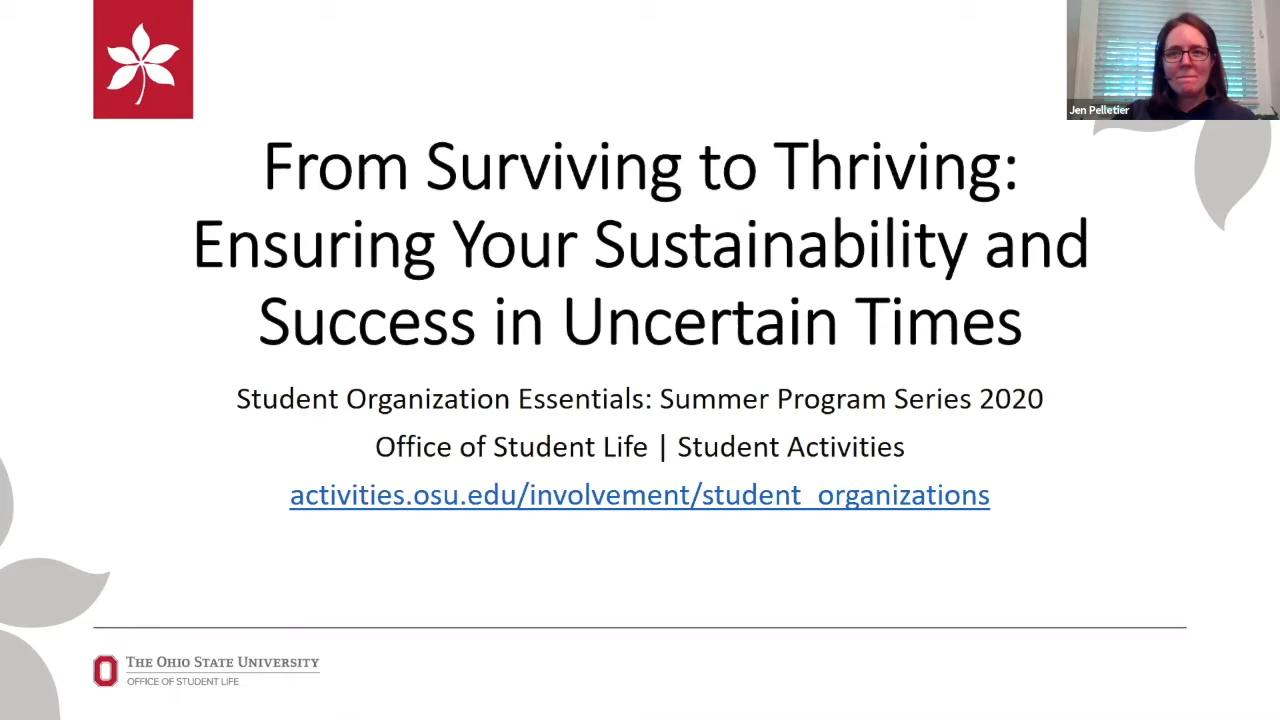 Jen Pelletier
From Surviving to Thriving:
Ensuring Your Sustainability and
Success in Uncertain Times
Student Organization Essentials: Summer Program Series 2020
Office of Student Life | Student Activities
activities.osu.edu/involvement/student_organizations
THE OHIO STATE UNIVERSITY
OFFICE OF STUDENT LIFE